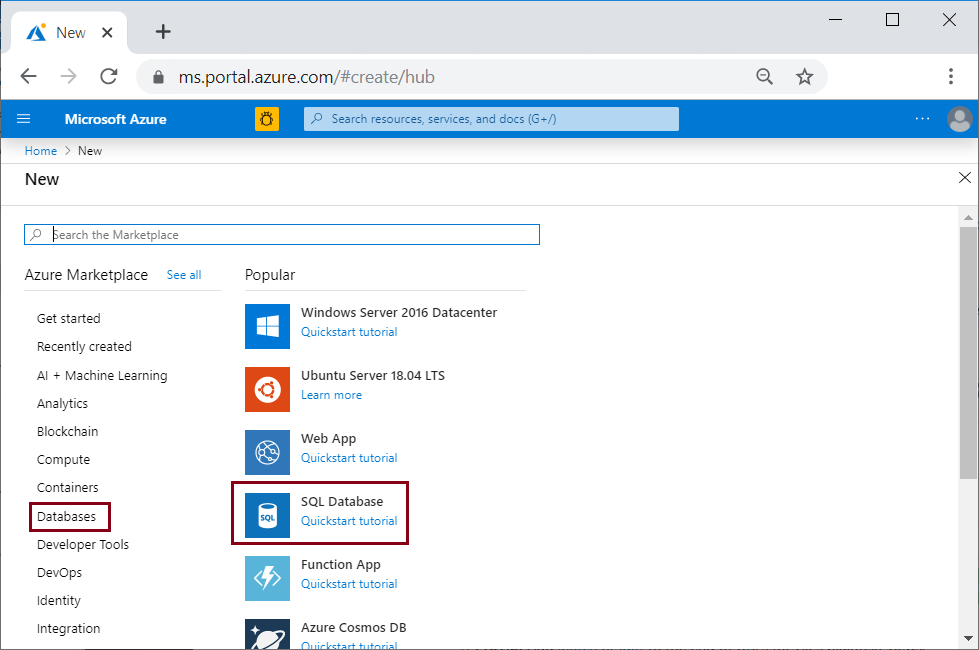 New
ms.portal.azure.com/#create/hub
Microsoft Azure
Search resources, services, and docs (G+/)
Home > New
New
Search the Marketplace
Azure Marketplace See all
Get started
Recently created
AI + Machine Learning
Analytics
Blockchain
Compute
Containers
Databases
Developer Tools
DevOps
Identity
Integration
Popular
Windows Server 2016 Datacenter
Quickstart tutorial
Ubuntu Server 18.04 LTS
Learn more
Web App
Quickstart tutorial
SQL
SQL Database
Quickstart tutorial
Function App
Quickstart tutorial
Azure Cosmos DB
Quickstart tutorial